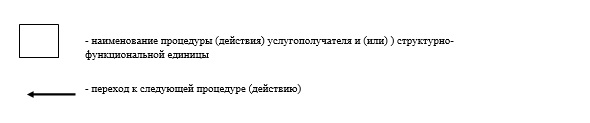 - наименование процедуры (действия) услугополучателя и (или) ) структурно-
функциональной единицы
- переход к следующей процедуре (действию)